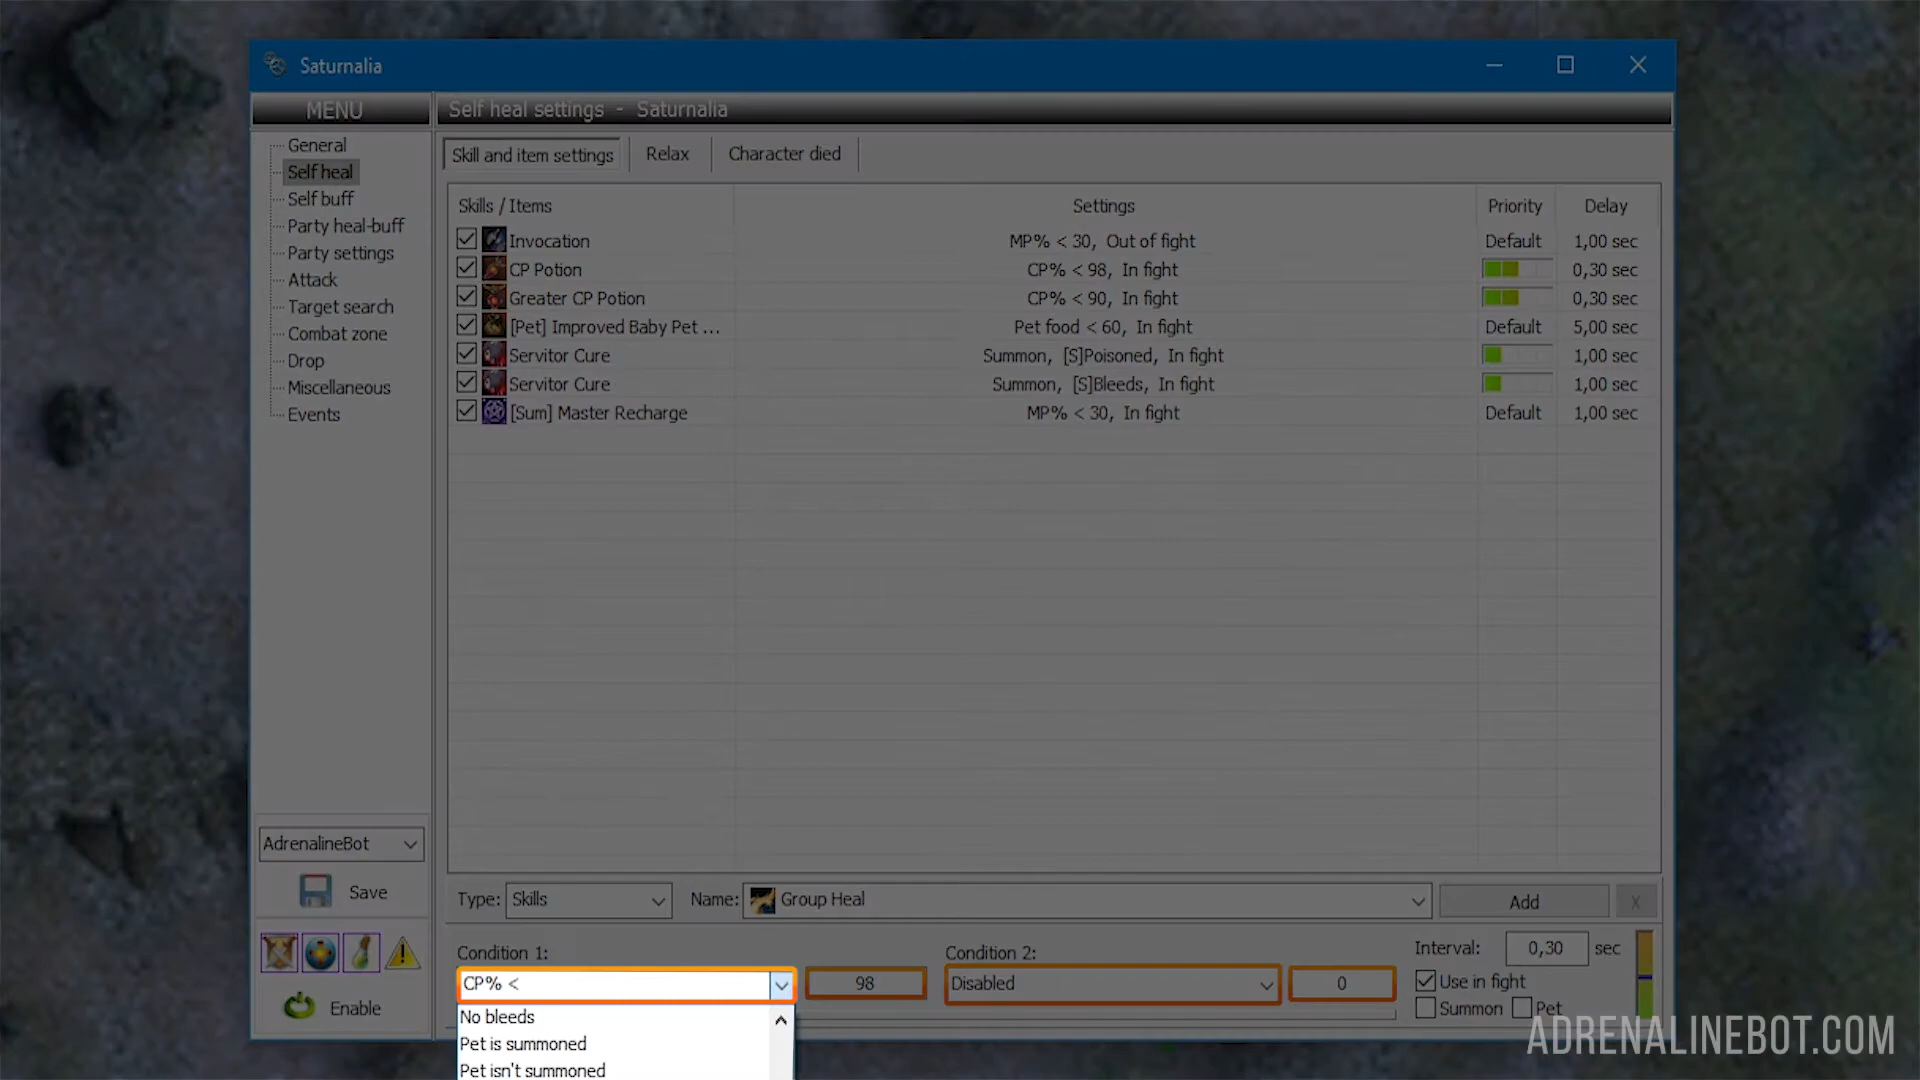 Saturnalia
MENU
Self heal settings - Saturnalia
General
Self heal
Self buff
Party heal-buff
Party settings
Attack
Target search
Combat zone
Drop
Miscellaneous
Events
Skill and item settings
Relax
Character died
Skills / Items Settings Priority Delay
Invocation MP% < 30, Out of fight Default 1,00 sec
CP Potion CP% < 98, In fight 0,30 sec
Greater CP Potion CP% < 90, In fight 0,30 sec
[Pet] Improved Baby Pet ... Pet food < 60, In fight Default 5,00 sec
Servitor Cure Summon, [S]Poisoned, In fight 1,00 sec
Servitor Cure Summon, [S]Bleeds, In fight 1,00 sec
[Sum] Master Recharge MP% < 30, In fight Default 1,00 sec
AdrenalineBot
Save
Enable
Type: Skills Name: Group Heal Add X
Condition 1: Condition 2: Interval: 0,30 sec
CP% < 98 Disabled 0 Use in fight
Summon Pet
No bleeds
Pet is summoned
Pet isn't summoned
ADRENALINEBOT.COM